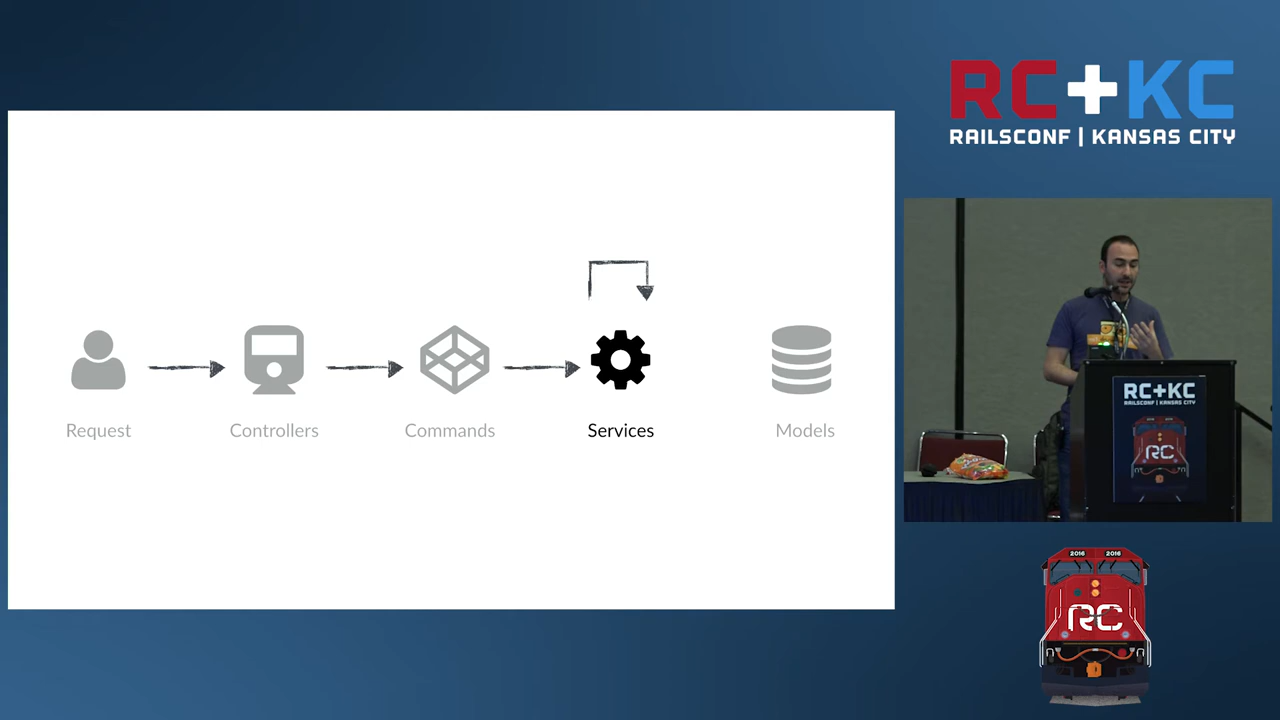 RC+KC
RAILSCONF | KANSAS CITY
Request
Controllers
Commands
Services
Models
RC+KC
RAILSCONF | KANSAS CITY
RC
2016 2016
RC